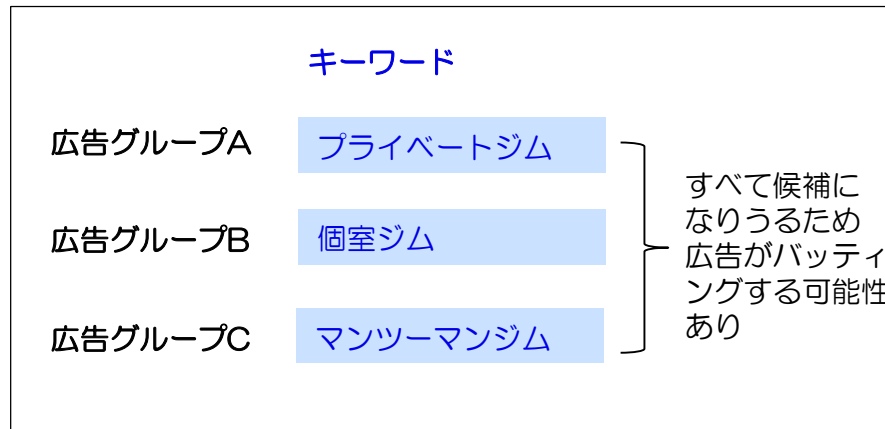 キーワード
広告グループA プライベートジム
広告グループB 個室ジム
広告グループC マンツーマンジム
すべて候補に
なりうるため
広告がバッティ
ングする可能性
あり